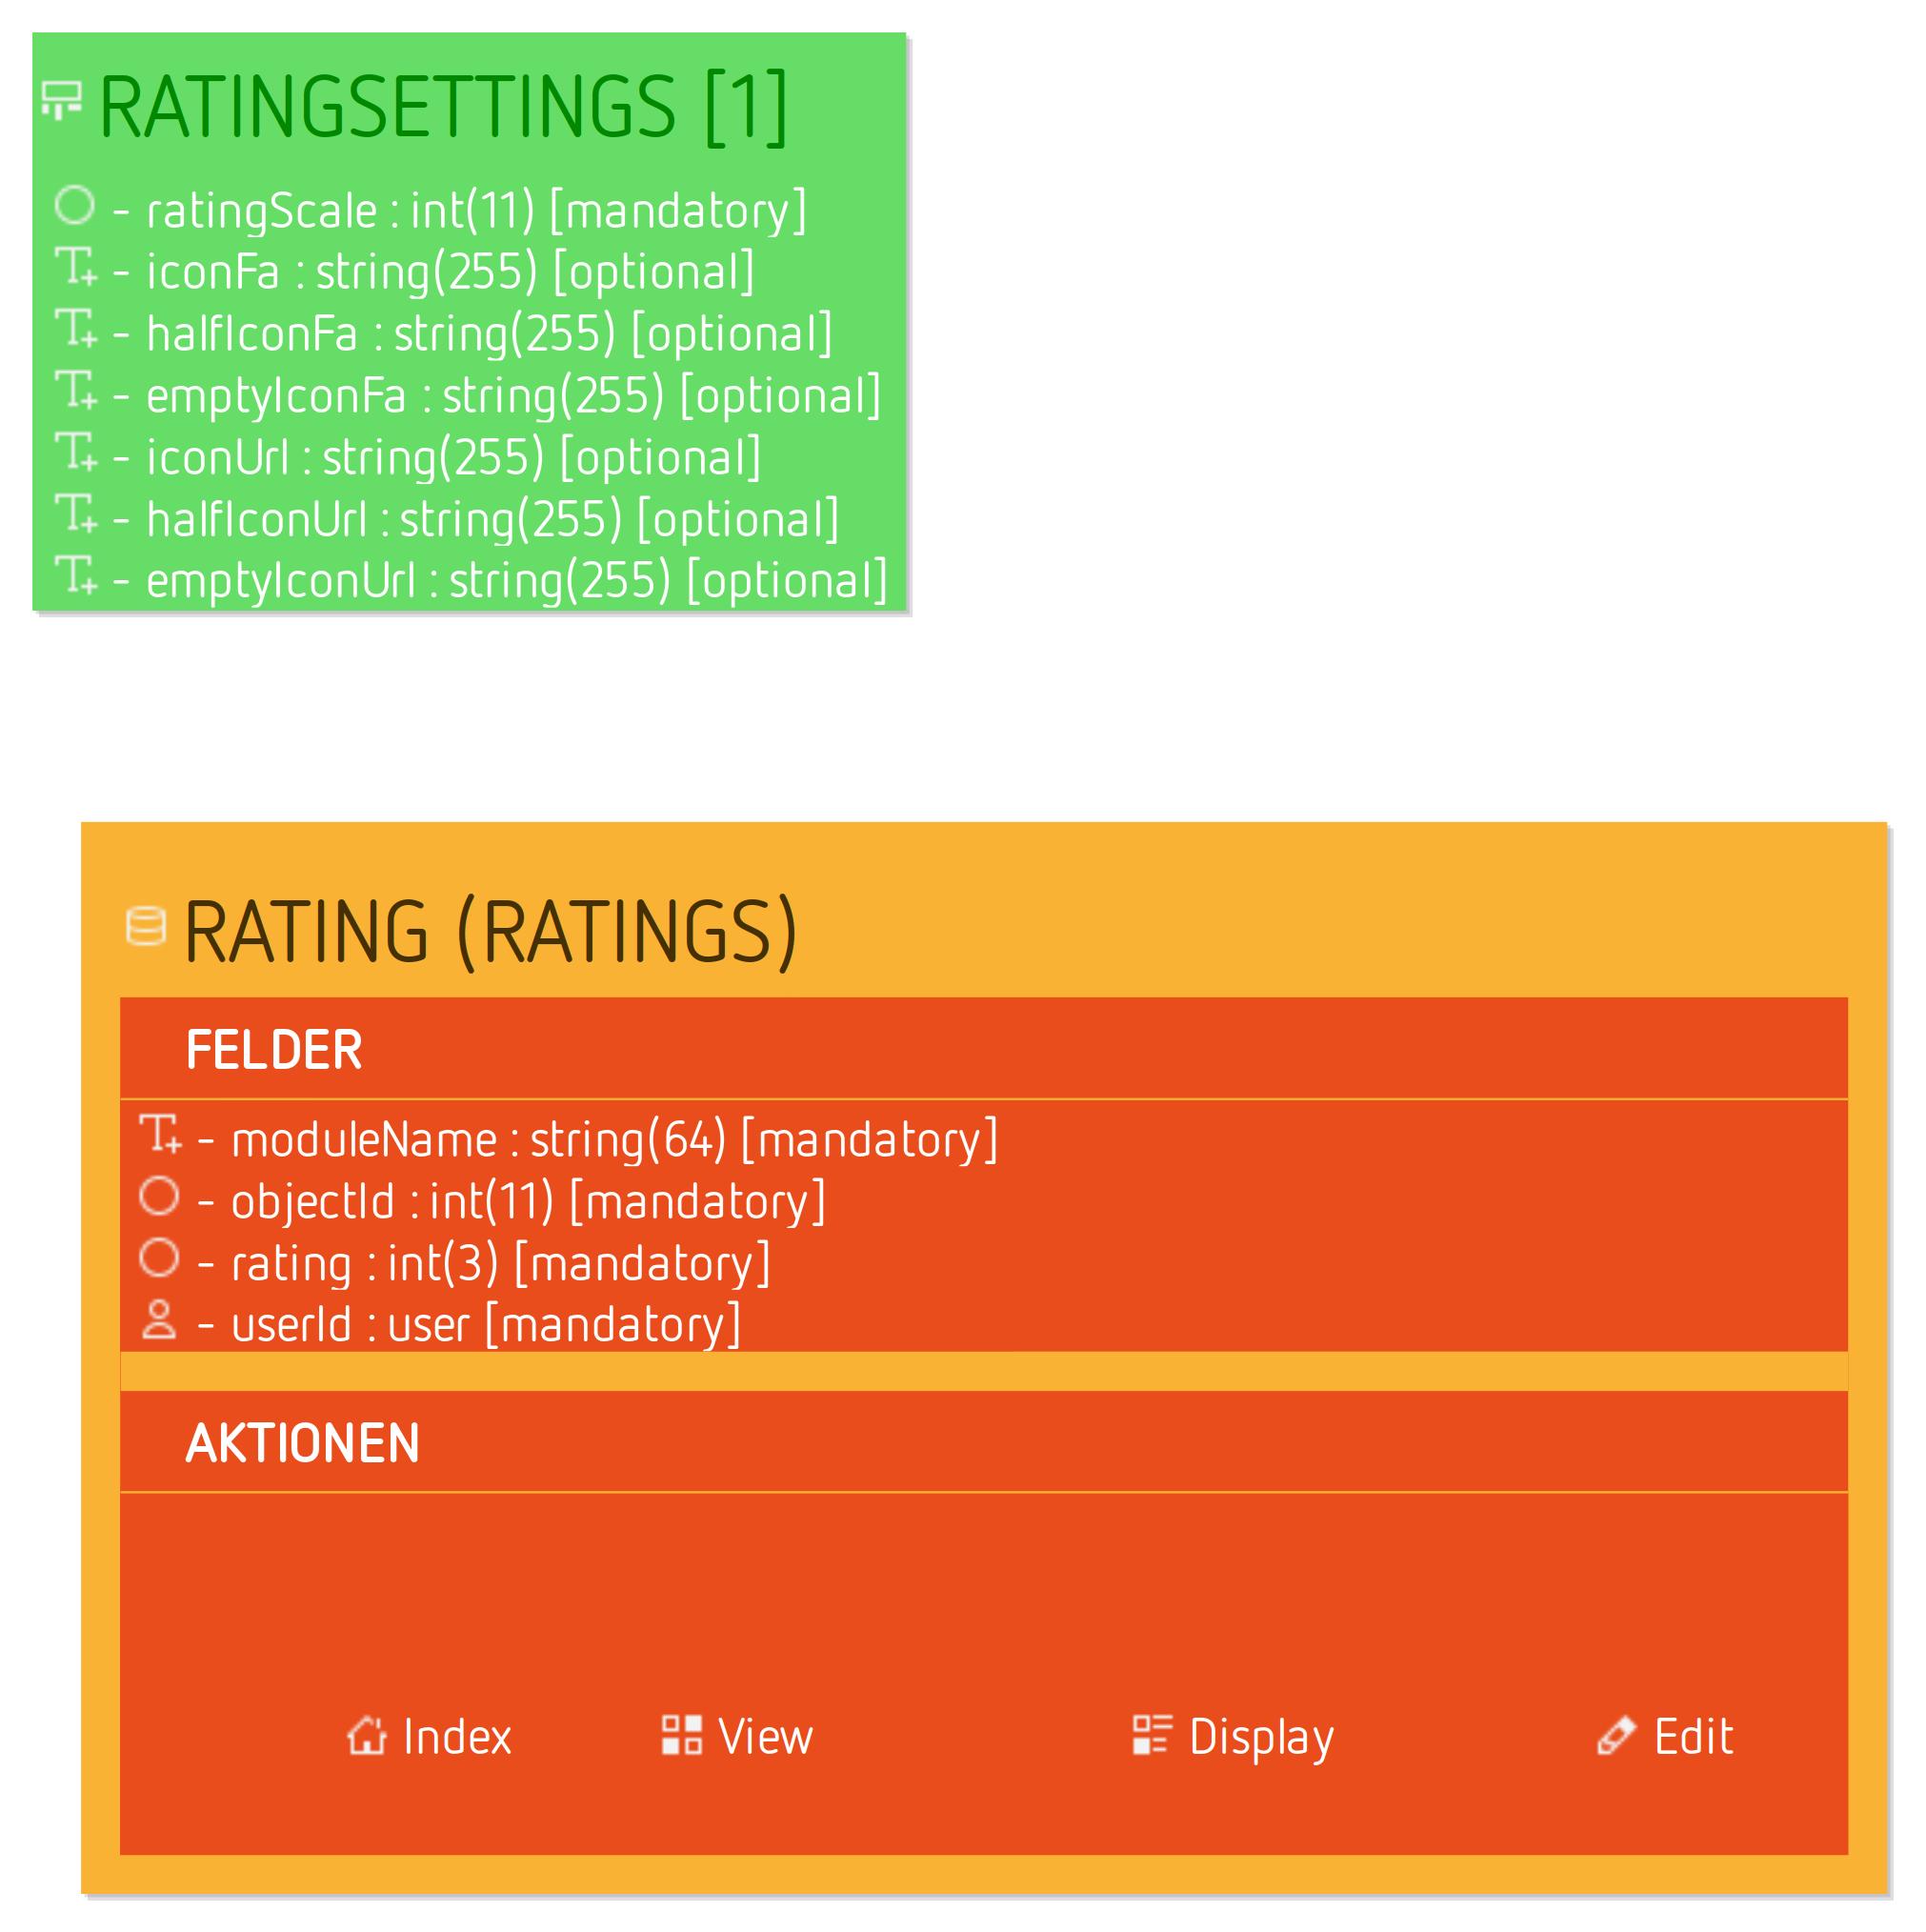 RATINGSETTINGS [1]
- ratingScale : int(11) [mandatory]
- iconFa : string(255) [optional]
- halfIconFa : string(255) [optional]
- emptyIconFa : string(255) [optional]
- iconUrl : string(255) [optional]
- halfIconUrl : string(255) [optional]
- emptyIconUrl : string(255) [optional]
RATING (RATINGS)
FELDER
- moduleName : string(64) [mandatory]
- objectId : int(11) [mandatory]
- rating : int(3) [mandatory]
- userId : user [mandatory]
AKTIONEN
Index View Display Edit